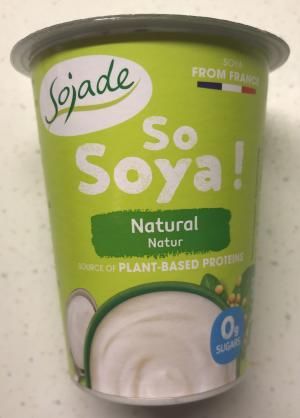 Sojade
SOYA
FROM FRANCE
So
Soya!
Natural
Natur
SOURCE OF PLANT-BASED PROTEINS
0g
SUGARS